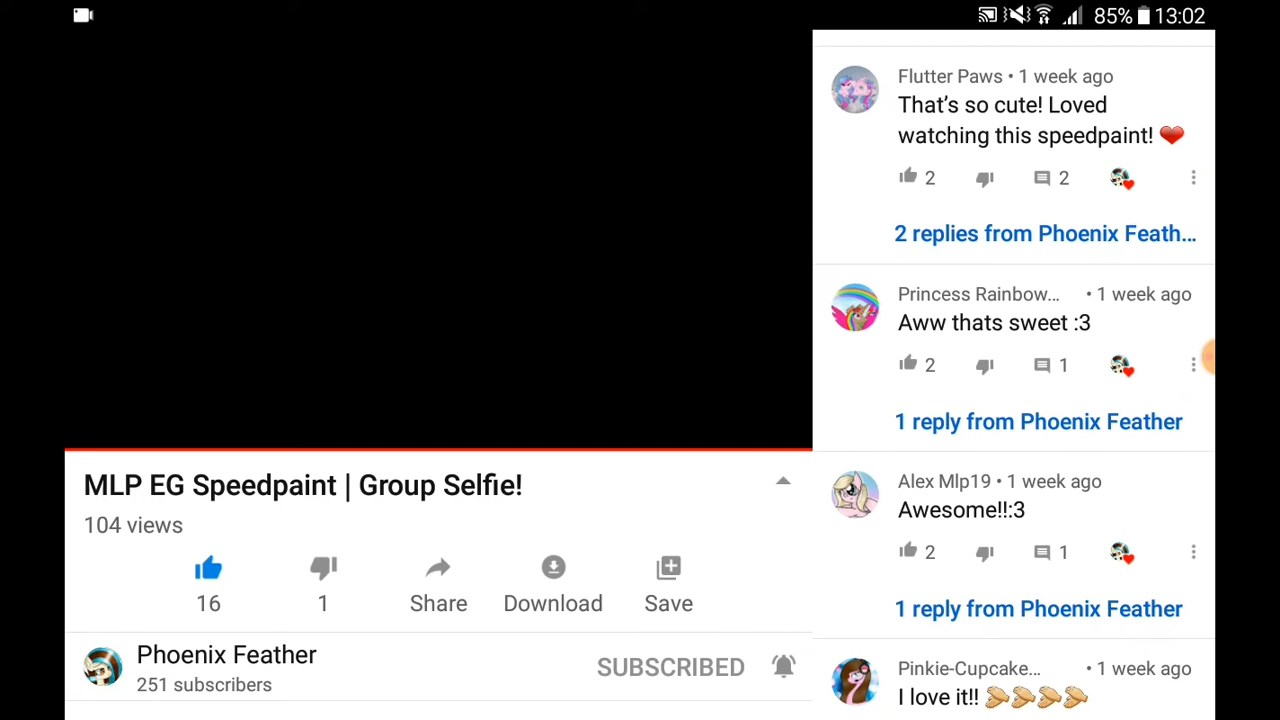 85% 13:02
Flutter Paws • 1 week ago
That's so cute! Loved
watching this speedpaint! ❤️
2 2
2 replies from Phoenix Feath...
Princess Rainbow... • 1 week ago
Aww thats sweet :3
2 1
1 reply from Phoenix Feather
Alex Mlp19 • 1 week ago
Awesome!!:3
2 1
1 reply from Phoenix Feather
Pinkie-Cupcake... • 1 week ago
I love it!! 👏👏👏👏
MLP EG Speedpaint | Group Selfie!
104 views
16 1 Share Download Save
Phoenix Feather
251 subscribers
SUBSCRIBED